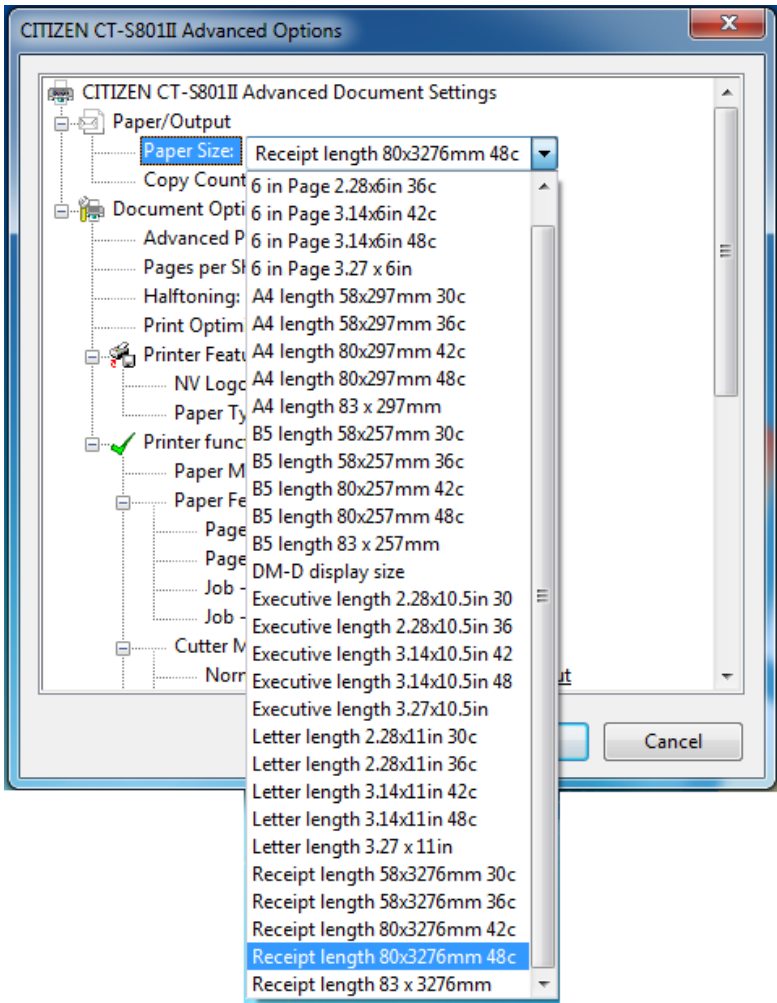 CITIZEN CT-S801II Advanced Options
CITIZEN CT-S801II Advanced Document Settings
Paper/Output
Paper Size: Receipt length 80x3276mm 48c
Copy Count
Document Opti
Advanced P
Pages per Sh
Halftoning:
Print Optimi
Printer Featu
NV Logo
Paper Ty
Printer func
Paper M
Paper Fe
Page
Page
Job -
Job -
Cutter M
Norr
ut
6 in Page 2.28x6in 36c
6 in Page 3.14x6in 42c
6 in Page 3.14x6in 48c
6 in Page 3.27 x 6in
A4 length 58x297mm 30c
A4 length 58x297mm 36c
A4 length 80x297mm 42c
A4 length 80x297mm 48c
A4 length 83 x 297mm
B5 length 58x257mm 30c
B5 length 58x257mm 36c
B5 length 80x257mm 42c
B5 length 80x257mm 48c
B5 length 83 x 257mm
DM-D display size
Executive length 2.28x10.5in 30
Executive length 2.28x10.5in 36
Executive length 3.14x10.5in 42
Executive length 3.14x10.5in 48
Executive length 3.27x10.5in
Letter length 2.28x11in 30c
Letter length 2.28x11in 36c
Letter length 3.14x11in 42c
Letter length 3.14x11in 48c
Letter length 3.27 x 11in
Receipt length 58x3276mm 30c
Receipt length 58x3276mm 36c
Receipt length 80x3276mm 42c
Receipt length 80x3276mm 48c
Receipt length 83 x 3276mm
Cancel